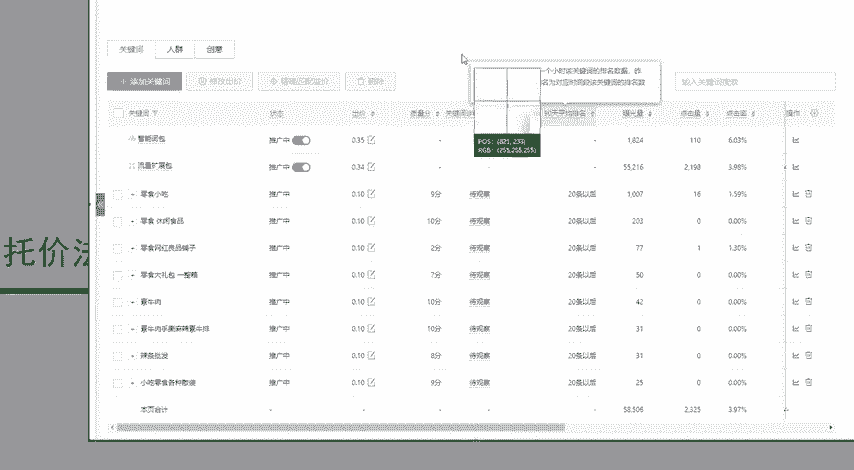 关键词 人群 创意
+ 添加关键词 修改出价 精确匹配溢价 删除
一个小时该关键词的排名数据，昨
名为对应时间段该关键词的排名数
输入关键词搜索
关键词 状态 出价 质量分 平均排名 曝光量 点击量 点击率 操作
智能词包 推广中 0.35 - - - 1,824 110 6.03%
流量扩展包 推广中 0.34 - - 55,216 2,198 3.98%
POS: (821, 233)
RGB: (255,255,255)
零食小吃 推广中 0.10 9分 待观察 20条以后 1,007 16 1.59%
零食 休闲食品 推广中 0.10 10分 待观察 20条以后 203 0 0.00%
零食网红良品铺子 推广中 0.10 2分 待观察 20条以后 77 1 1.30%
托价法
零食大礼包 一整箱 推广中 0.10 7分 待观察 20条以后 50 0 0.00%
素牛肉 推广中 0.10 10分 待观察 20条以后 42 0 0.00%
素牛肉手撕麻辣素牛排 推广中 0.10 10分 待观察 20条以后 31 0 0.00%
辣条批发 推广中 0.10 8分 待观察 20条以后 31 0 0.00%
小吃零食各种散装 推广中 0.10 9分 待观察 20条以后 25 0 0.00%
本页合计 - - - - - 58,506 2,325 3.97%